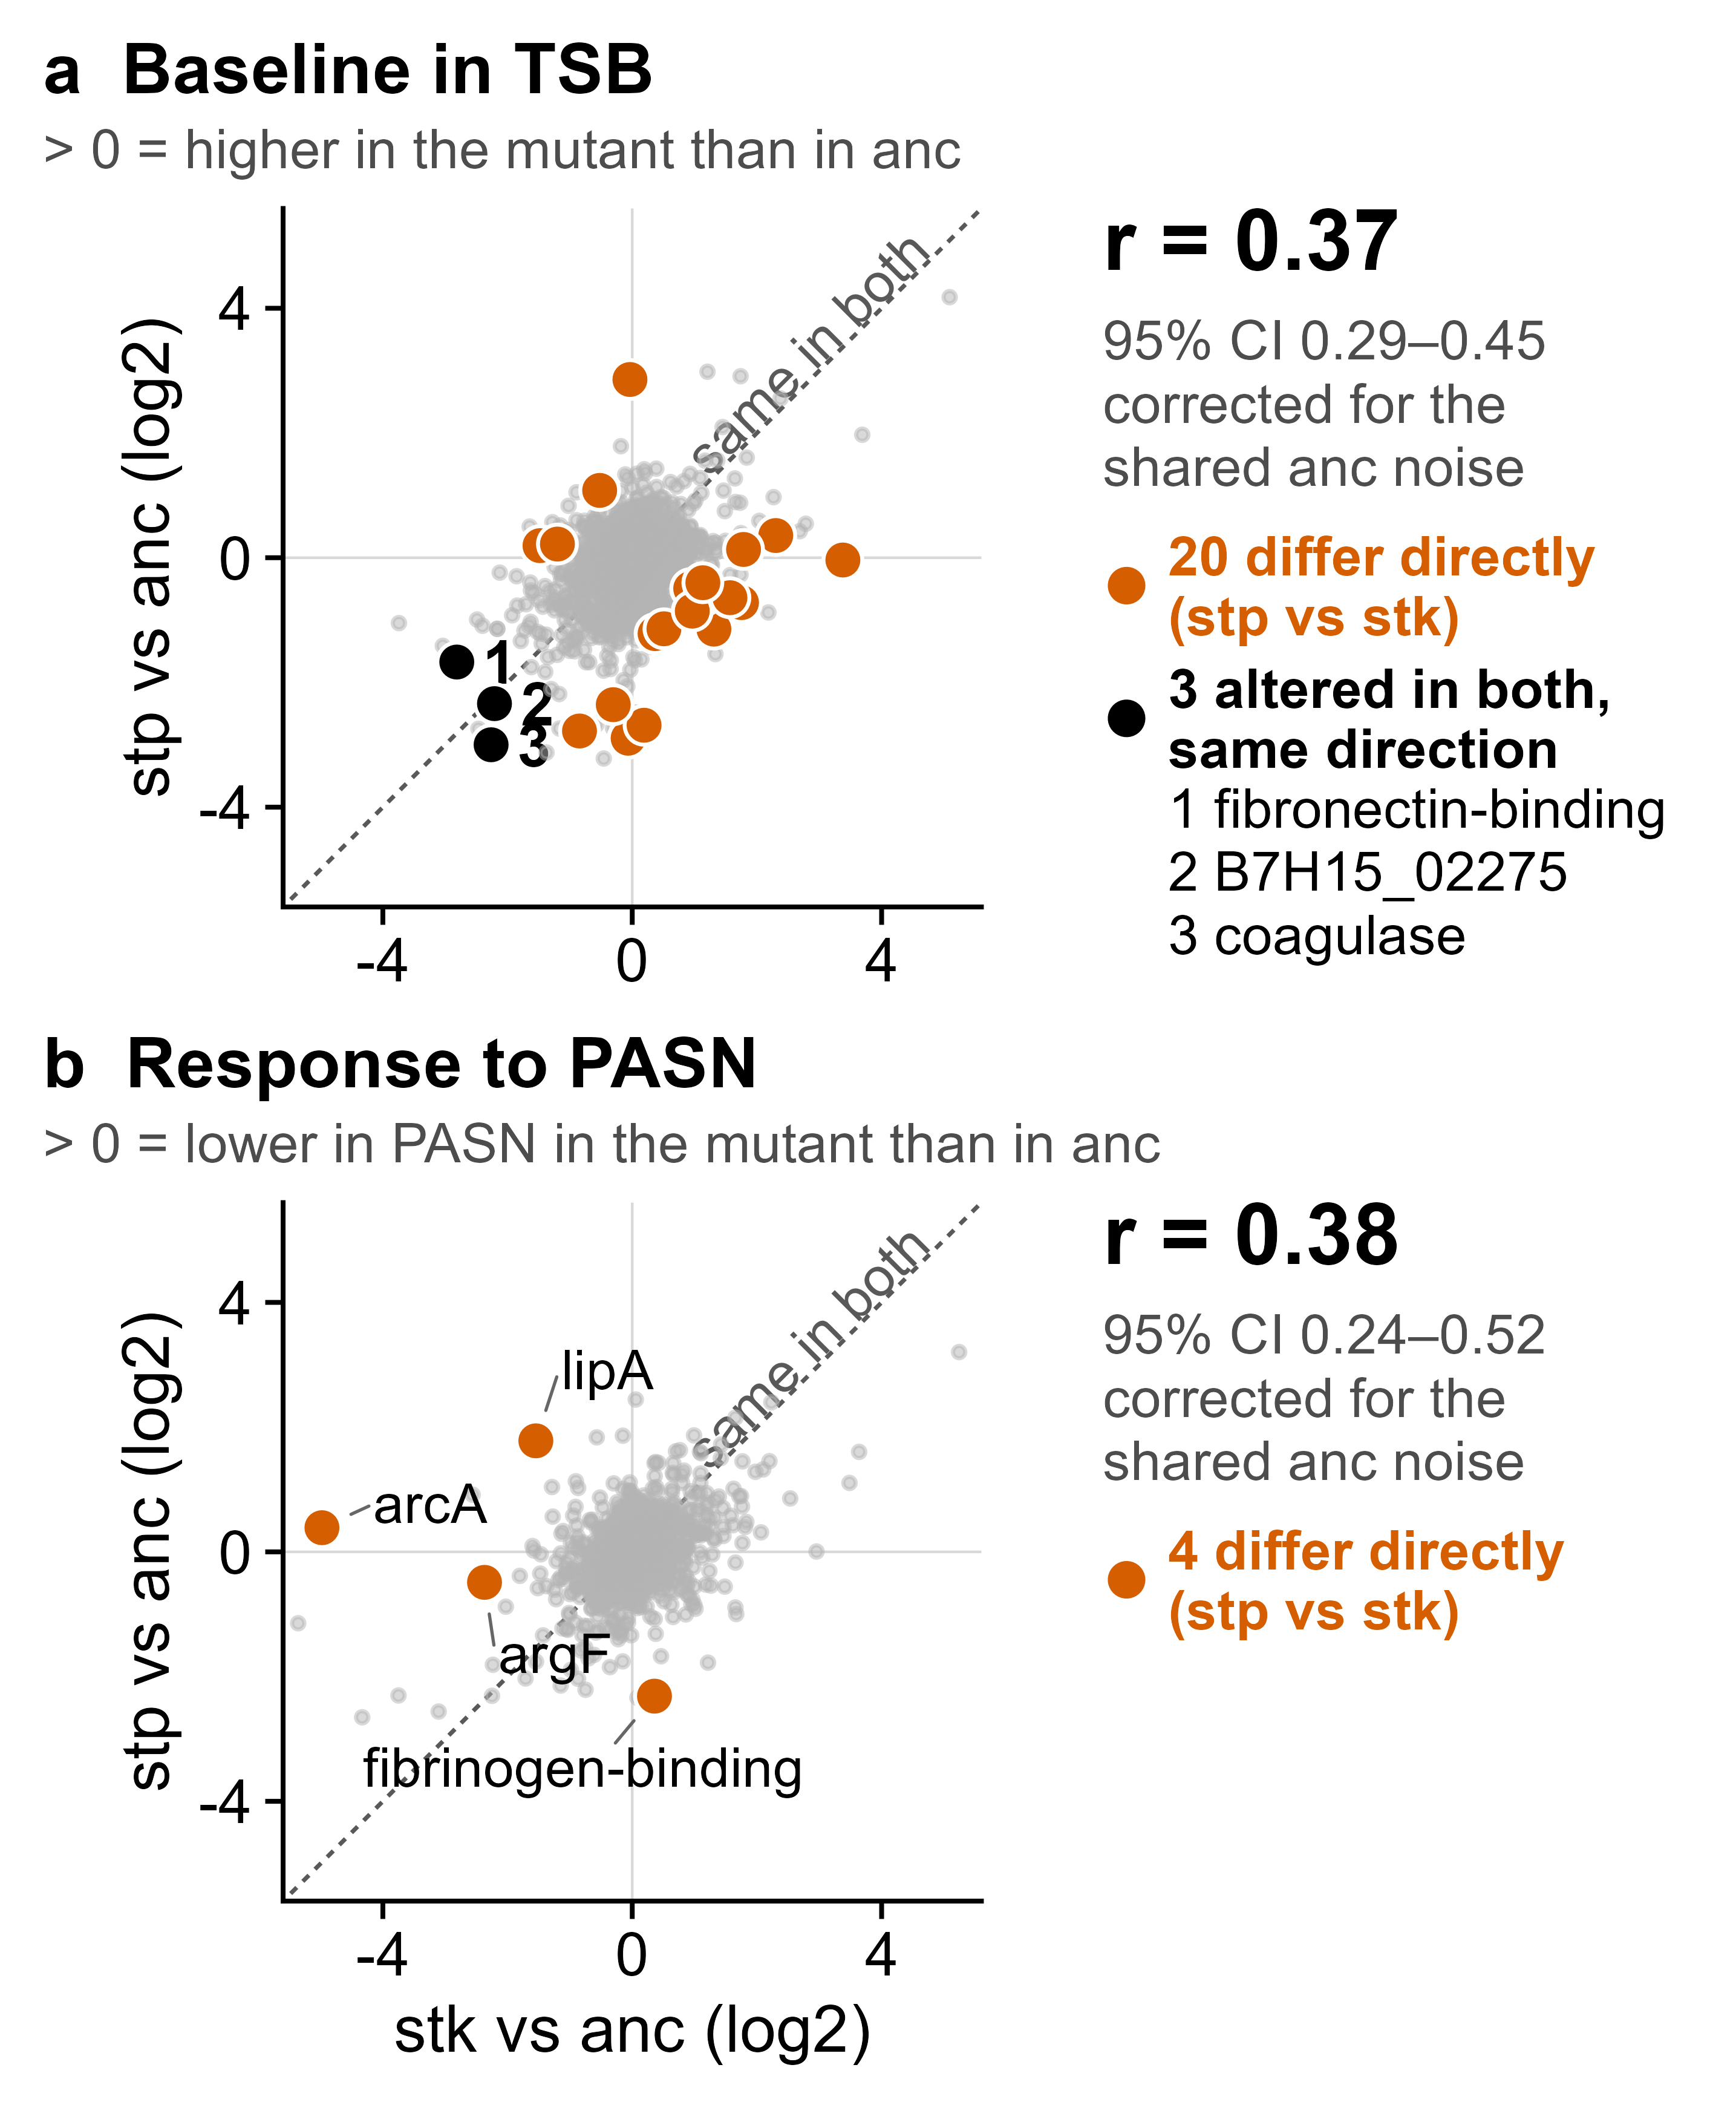 a Baseline in TSB
> 0 = higher in the mutant than in anc
same in both
4
0
-4
stp vs anc (log2)
1
2
3
-4 0 4
r = 0.37
95% CI 0.29–0.45
corrected for the
shared anc noise
20 differ directly
(stp vs stk)
3 altered in both,
same direction
1 fibronectin-binding
2 B7H15_02275
3 coagulase
b Response to PASN
> 0 = lower in PASN in the mutant than in anc
same in both
4
0
-4
stp vs anc (log2)
lipA
arcA
argF
fibrinogen-binding
-4 0 4
stk vs anc (log2)
r = 0.38
95% CI 0.24–0.52
corrected for the
shared anc noise
4 differ directly
(stp vs stk)